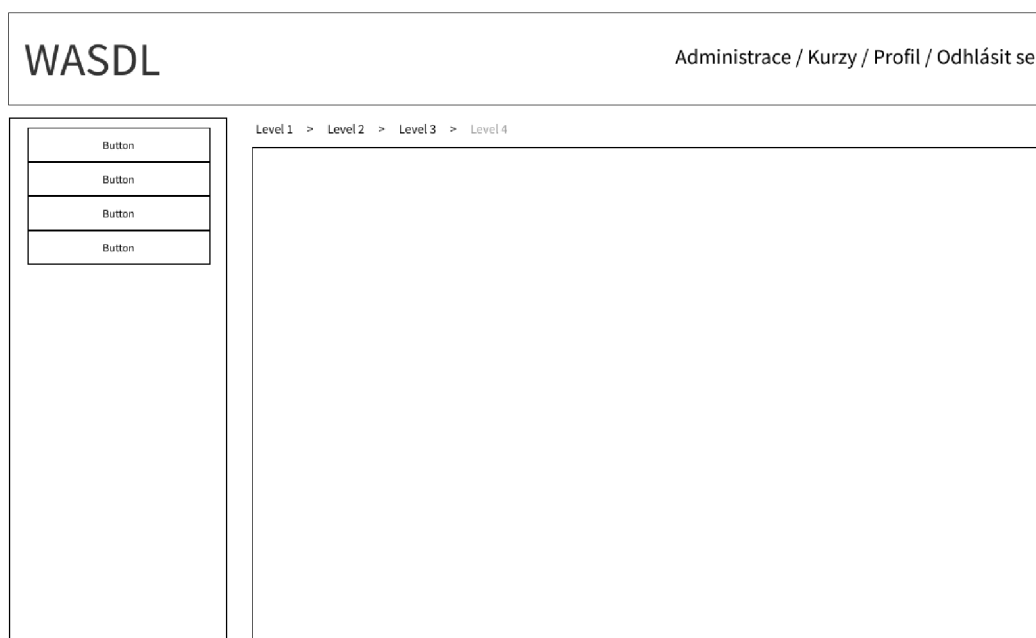 WASDL
Administrace / Kurzy / Profil / Odhlásit se
Level 1 > Level 2 > Level 3 > Level 4
Button
Button
Button
Button